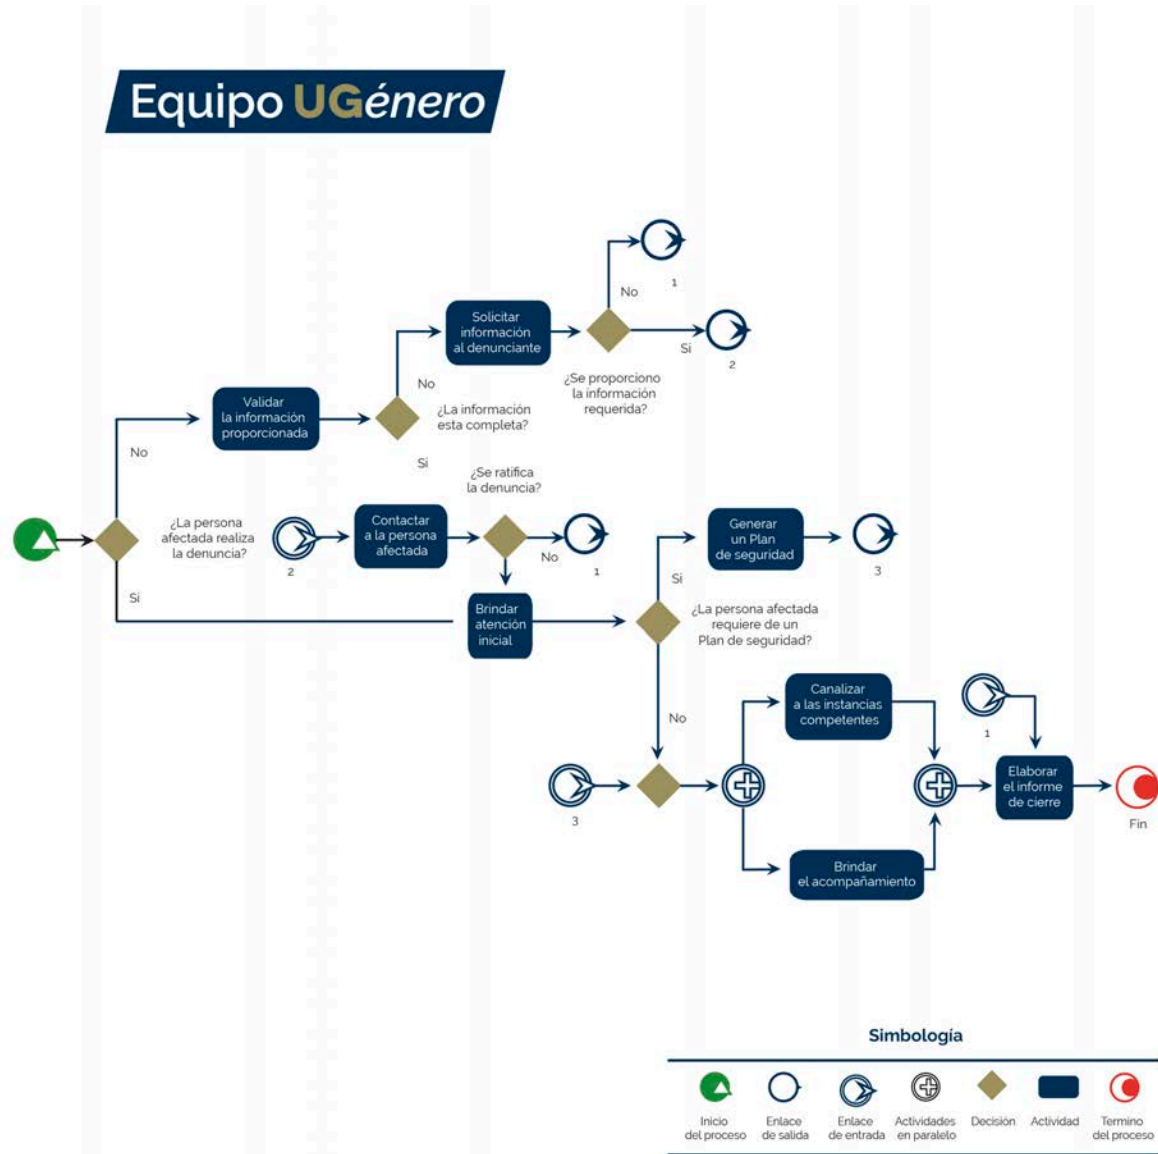 Equipo UGénero
1
No
Solicitar
información
al denunciante
Si
2
¿Se proporciono
la información
requerida?
No
Validar
la información
proporcionada
¿La información
esta completa?
No
Si
¿Se ratifica
la denuncia?
¿La persona
afectada realiza
la denuncia?
2
Contactar
a la persona
afectada
No
1
Generar
un Plan
de seguridad
3
Si
Si
Brindar
atención
inicial
¿La persona afectada
requiere de un
Plan de seguridad?
No
Canalizar
a las instancias
competentes
1
3
Elaborar
el informe
de cierre
Fin
Brindar
el acompañamiento
Simbología
Inicio
del proceso
Enlace
de salida
Enlace
de entrada
Actividades
en paralelo
Decisión
Actividad
Termino
del proceso